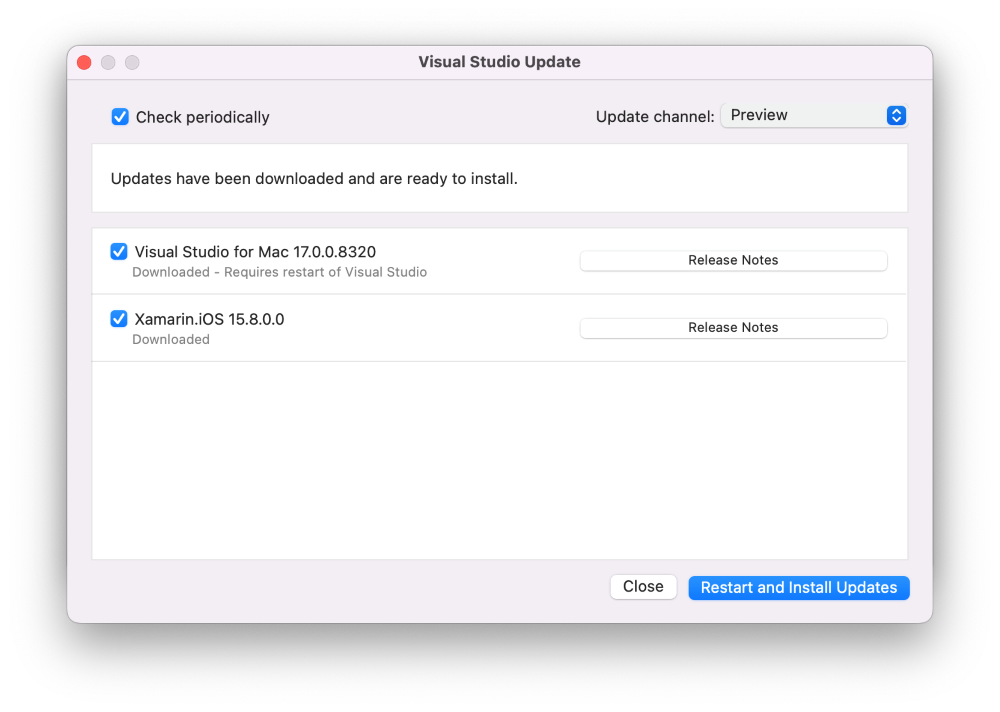 Visual Studio Update
Check periodically
Update channel: Preview
Updates have been downloaded and are ready to install.
Visual Studio for Mac 17.0.0.8320
Downloaded - Requires restart of Visual Studio
Release Notes
Xamarin.iOS 15.8.0.0
Downloaded
Release Notes
Close
Restart and Install Updates